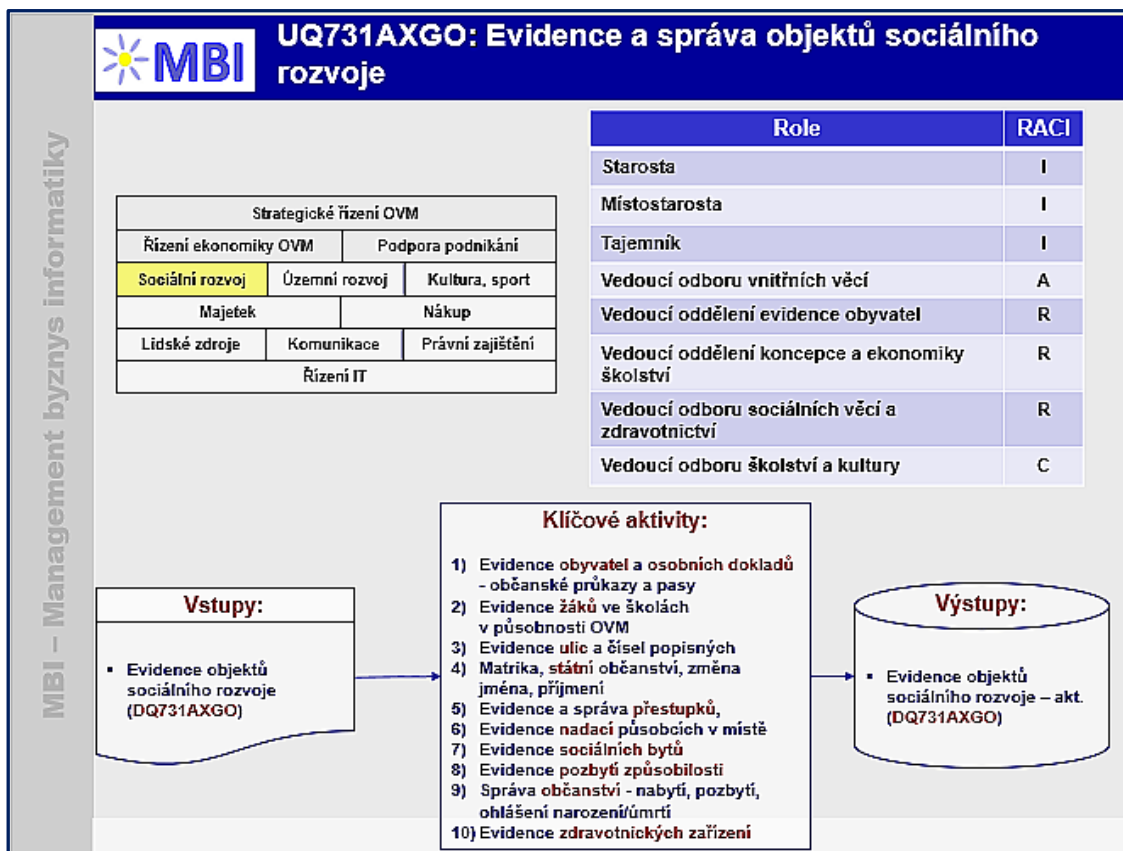 MBI – Management byznys informatiky
MBI
UQ731AXGO: Evidence a správa objektů sociálního
rozvoje
Role RACI
Starosta I
Místostarosta I
Tajemník I
Vedoucí odboru vnitřních věcí A
Vedoucí oddělení evidence obyvatel R
Vedoucí oddělení koncepce a ekonomiky R
školství
Vedoucí odboru sociálních věcí a R
zdravotnictví
Vedoucí odboru školství a kultury C
Strategické řízení OVM
Řízení ekonomiky OVM Podpora podnikání
Sociální rozvoj Územní rozvoj Kultura, sport
Majetek Nákup
Lidské zdroje Komunikace Právní zajištění
Řízení IT
Vstupy:
▪ Evidence objektů
sociálního rozvoje
(DQ731AXGO)
Klíčové aktivity:
1) Evidence obyvatel a osobních dokladů
- občanské průkazy a pasy
2) Evidence žáků ve školách
v působnosti OVM
3) Evidence ulic a čísel popisných
4) Matrika, státní občanství, změna
jména, příjmení
5) Evidence a správa přestupků,
6) Evidence nadací působcích v místě
7) Evidence sociálních bytů
8) Evidence pozbytí způsobilosti
9) Správa občanství - nabytí, pozbytí,
ohlášení narození/úmrtí
10) Evidence zdravotnických zařízení
Výstupy:
▪ Evidence objektů
sociálního rozvoje – akt.
(DQ731AXGO)